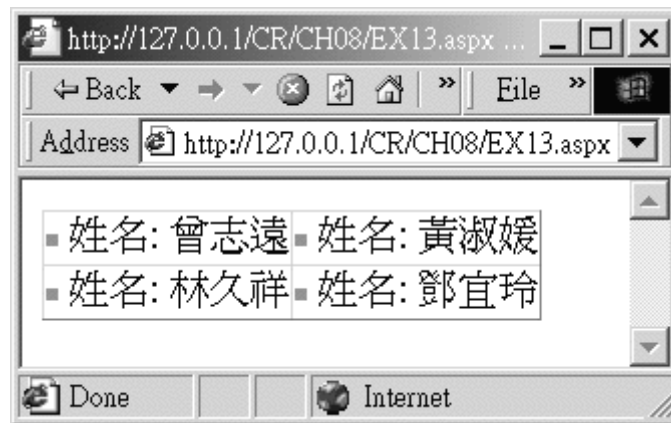 http://127.0.0.1/CR/CH08/EX13.aspx ...
Back » File »
Address http://127.0.0.1/CR/CH08/EX13.aspx
姓名: 曾志遠 姓名: 黃淑媛
姓名: 林久祥 姓名: 鄧宜玲
Done Internet